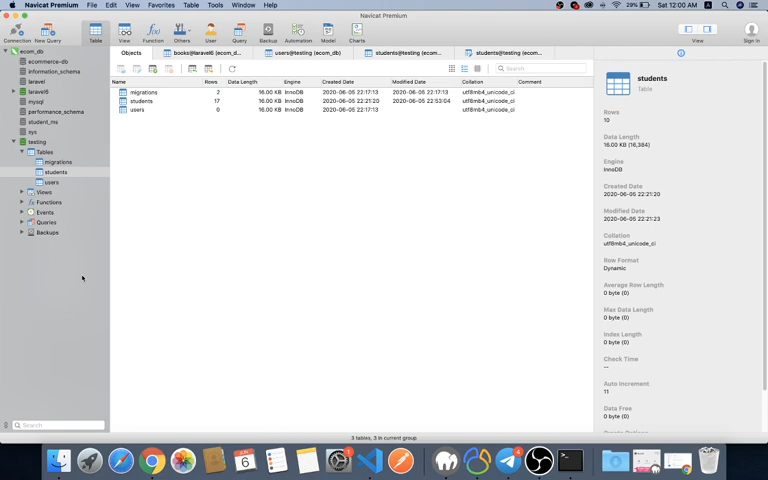 Navicat Premium File Edit View Favorites Table Tools Window Help 29% Sat 12:00 AM
Navicat Premium
Connection New Query Table View Function Others User Query Backup Automation Model Charts View Sign In
ecom_db
ecommerce-db
information_schema
laravel
laravel6
mysql
performance_schema
student_ms
sys
testing
Tables
migrations
students
users
Views
Functions
Events
Queries
Backups
Search
Objects books@laravel6 (ecom_d... users@testing (ecom_db) students@testing (ecom... students@testing (ecom...
Search
Name Rows Data Length Engine Created Date Modified Date Collation Comment
migrations 2 16.00 KB InnoDB 2020-06-05 22:17:13 2020-06-05 22:17:13 utf8mb4_unicode_ci
students 17 16.00 KB InnoDB 2020-06-05 22:21:20 2020-06-05 22:53:04 utf8mb4_unicode_ci
users 0 16.00 KB InnoDB 2020-06-05 22:17:13 utf8mb4_unicode_ci
students
Table
Rows
10
Data Length
16.00 KB (16,384)
Engine
InnoDB
Created Date
2020-06-05 22:21:20
Modified Date
2020-06-05 22:21:23
Collation
utf8mb4_unicode_ci
Row Format
Dynamic
Average Row Length
0 byte (0)
Max Data Length
0 byte (0)
Index Length
0 byte (0)
Check Time
--
Auto Increment
11
Data Free
0 byte (0)
3 tables, 3 in current group
JUN
6